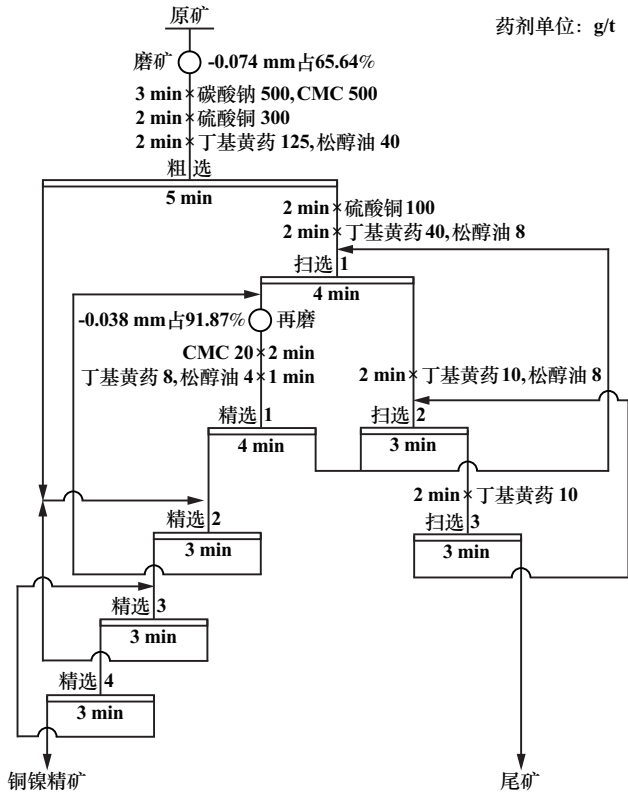 原矿
药剂单位：g/t
磨矿 -0.074 mm占65.64%
3 min 碳酸钠 500,CMC 500
2 min 硫酸铜 300
2 min 丁基黄药 125,松醇油 40
粗选
5 min
2 min 硫酸铜100
2 min 丁基黄药 40,松醇油 8
扫选 1
4 min
-0.038 mm占91.87% 再磨
CMC 20 2 min
丁基黄药 8,松醇油 4 1 min
2 min 丁基黄药10,松醇油 8
精选 1
4 min
扫选 2
3 min
2 min 丁基黄药 10
精选 2
3 min
扫选 3
3 min
精选 3
3 min
精选 4
3 min
铜镍精矿
尾矿